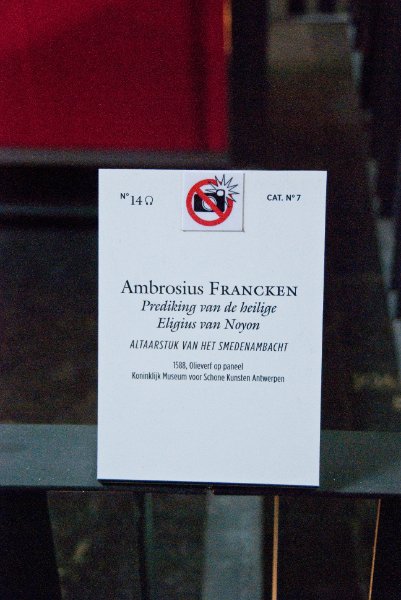 N° 14 CAT. N° 7
Ambrosius FRANCKEN
Prediking van de heilige
Eligius van Noyon
ALTAARSTUK VAN HET SMEDENAMBACHT
1588, Olieverf op paneel
Koninklijk Museum voor Schone Kunsten Antwerpen